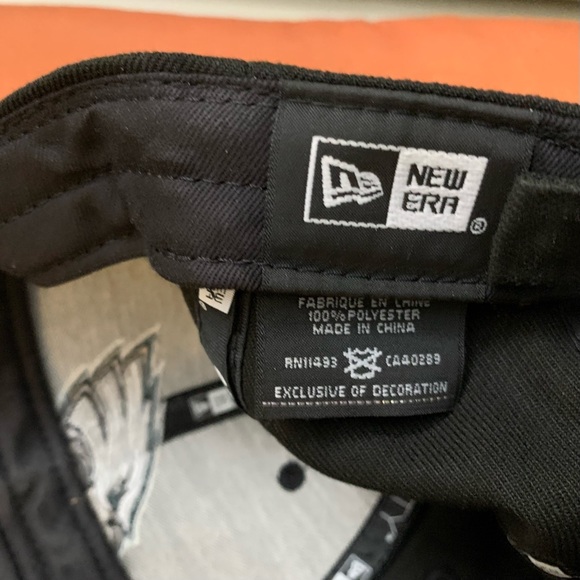 NEW
ERA
®
FABRIQUE EN CHINE
100% POLYESTER
MADE IN CHINA
RN11493 CA40289
EXCLUSIVE OF DECORATION